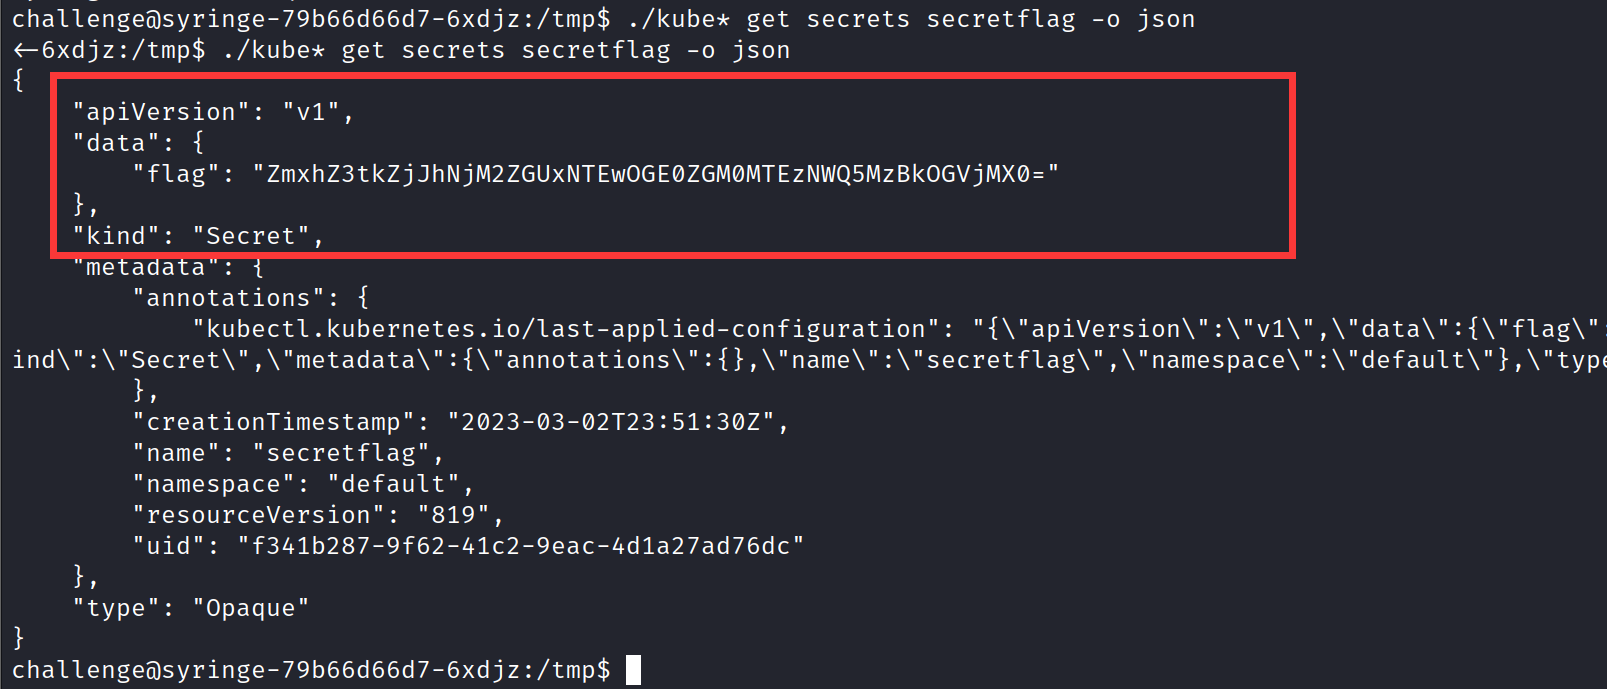 challenge@syringe-79b66d66d7-6xdjz:/tmp$ ./kube* get secrets secretflag -o json
←6xdjz:/tmp$ ./kube* get secrets secretflag -o json
{
    "apiVersion": "v1",
    "data": {
        "flag": "ZmxhZ3tkZjJhNjM2ZGUxNTEwOGE0ZGM0MTEzNWQ5MzBkOGVjMX0="
    },
    "kind": "Secret",
    "metadata": {
        "annotations": {
            "kubectl.kubernetes.io/last-applied-configuration": "{\"apiVersion\":\"v1\",\"data\":{\"flag\":
ind\":\"Secret\",\"metadata\":{\"annotations\":{},\"name\":\"secretflag\",\"namespace\":\"default\"},\"type
        },
        "creationTimestamp": "2023-03-02T23:51:30Z",
        "name": "secretflag",
        "namespace": "default",
        "resourceVersion": "819",
        "uid": "f341b287-9f62-41c2-9eac-4d1a27ad76dc"
    },
    "type": "Opaque"
}
challenge@syringe-79b66d66d7-6xdjz:/tmp$